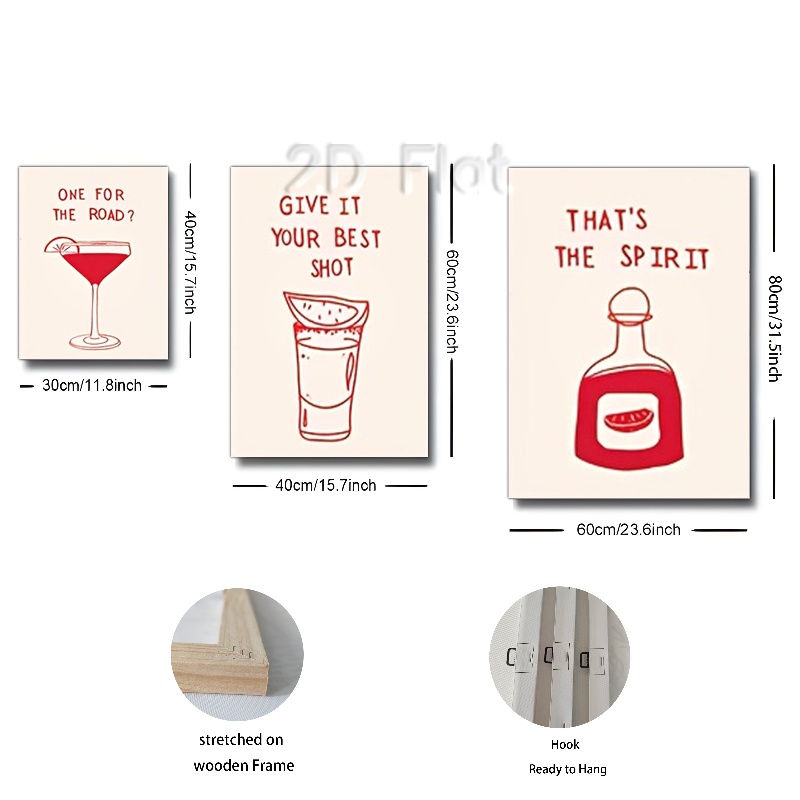 2D Flat
ONE FOR
THE ROAD?
40cm/15.7inch
30cm/11.8inch
GIVE IT
YOUR BEST
SHOT
60cm/23.6inch
40cm/15.7inch
THAT'S
THE SPIRIT
80cm/31.5inch
60cm/23.6inch
stretched on
wooden Frame
Hook
Ready to Hang